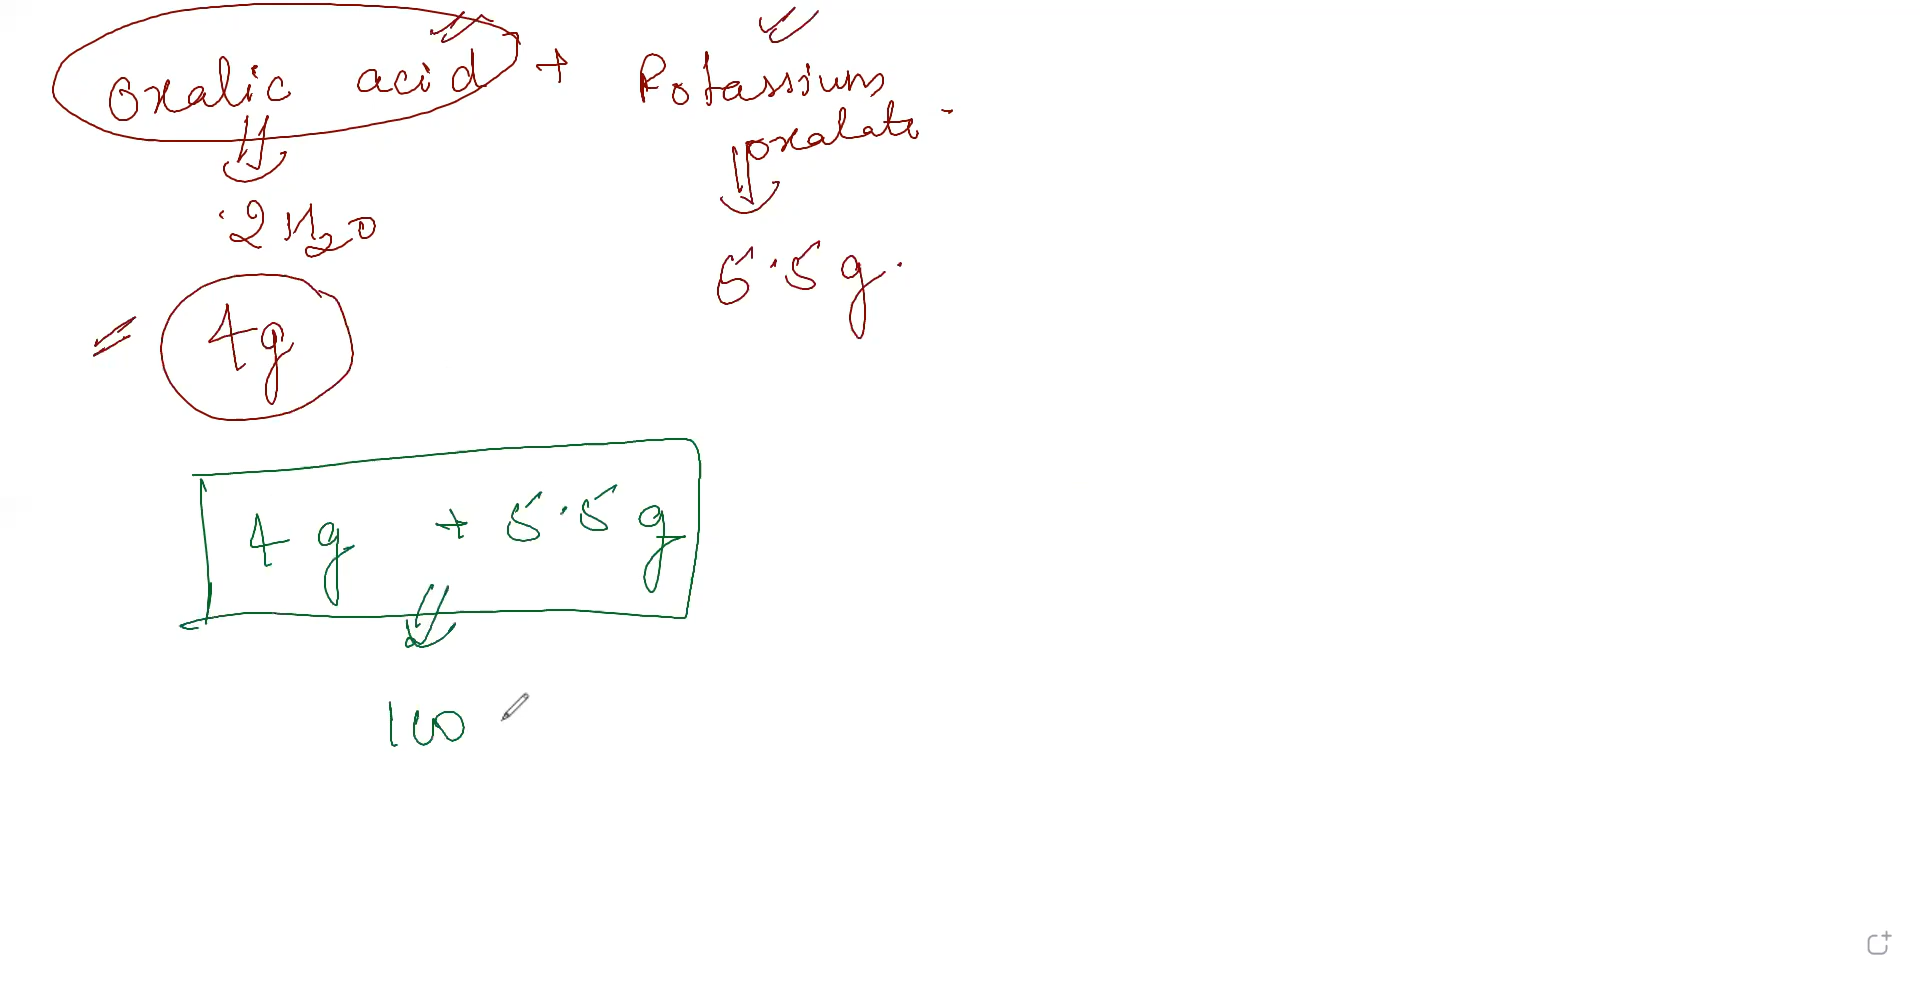 Oxalic acid + Potassium
oxalate
.2H₂O
5.5 g.
= 4g
4 g + 5.5 g
100